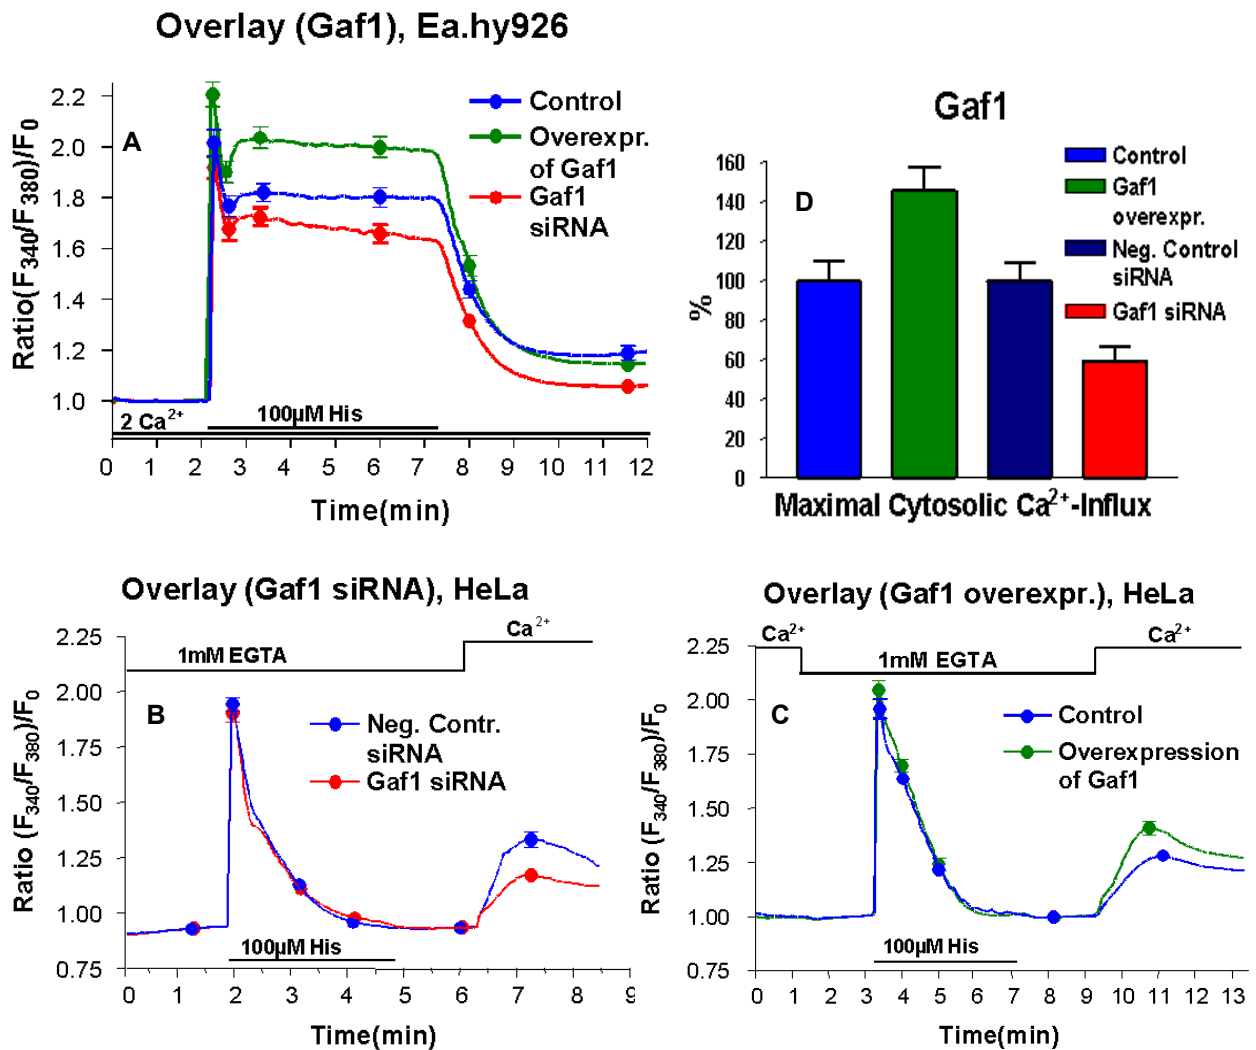 Overlay (Gaf1), Ea.hy926
A
Ratio(F340/F380)/F0
2.2
2.0
1.8
1.6
1.4
1.2
1.0
Control
Overexpr.
of Gaf1
Gaf1
siRNA
2 Ca2+
100µM His
0 1 2 3 4 5 6 7 8 9 10 11 12
Time(min)
Gaf1
D
%
160
140
120
100
80
60
40
20
0
Control
Gaf1
overexpr.
Neg. Control
siRNA
Gaf1 siRNA
Maximal Cytosolic Ca2+-Influx
Overlay (Gaf1 siRNA), HeLa
B
Ratio (F340/F380)/F0
2.25
2.00
1.75
1.50
1.25
1.00
0.75
1mM EGTA
Ca2+
Neg. Contr.
siRNA
Gaf1 siRNA
100µM His
0 1 2 3 4 5 6 7 8 9
Time(min)
Overlay (Gaf1 overexpr.), HeLa
C
Ratio (F340/F380)/F0
2.25
2.00
1.75
1.50
1.25
1.00
0.75
Ca2+
1mM EGTA
Ca2+
Control
Overexpression
of Gaf1
100µM His
0 1 2 3 4 5 6 7 8 9 10 11 12 13
Time(min)